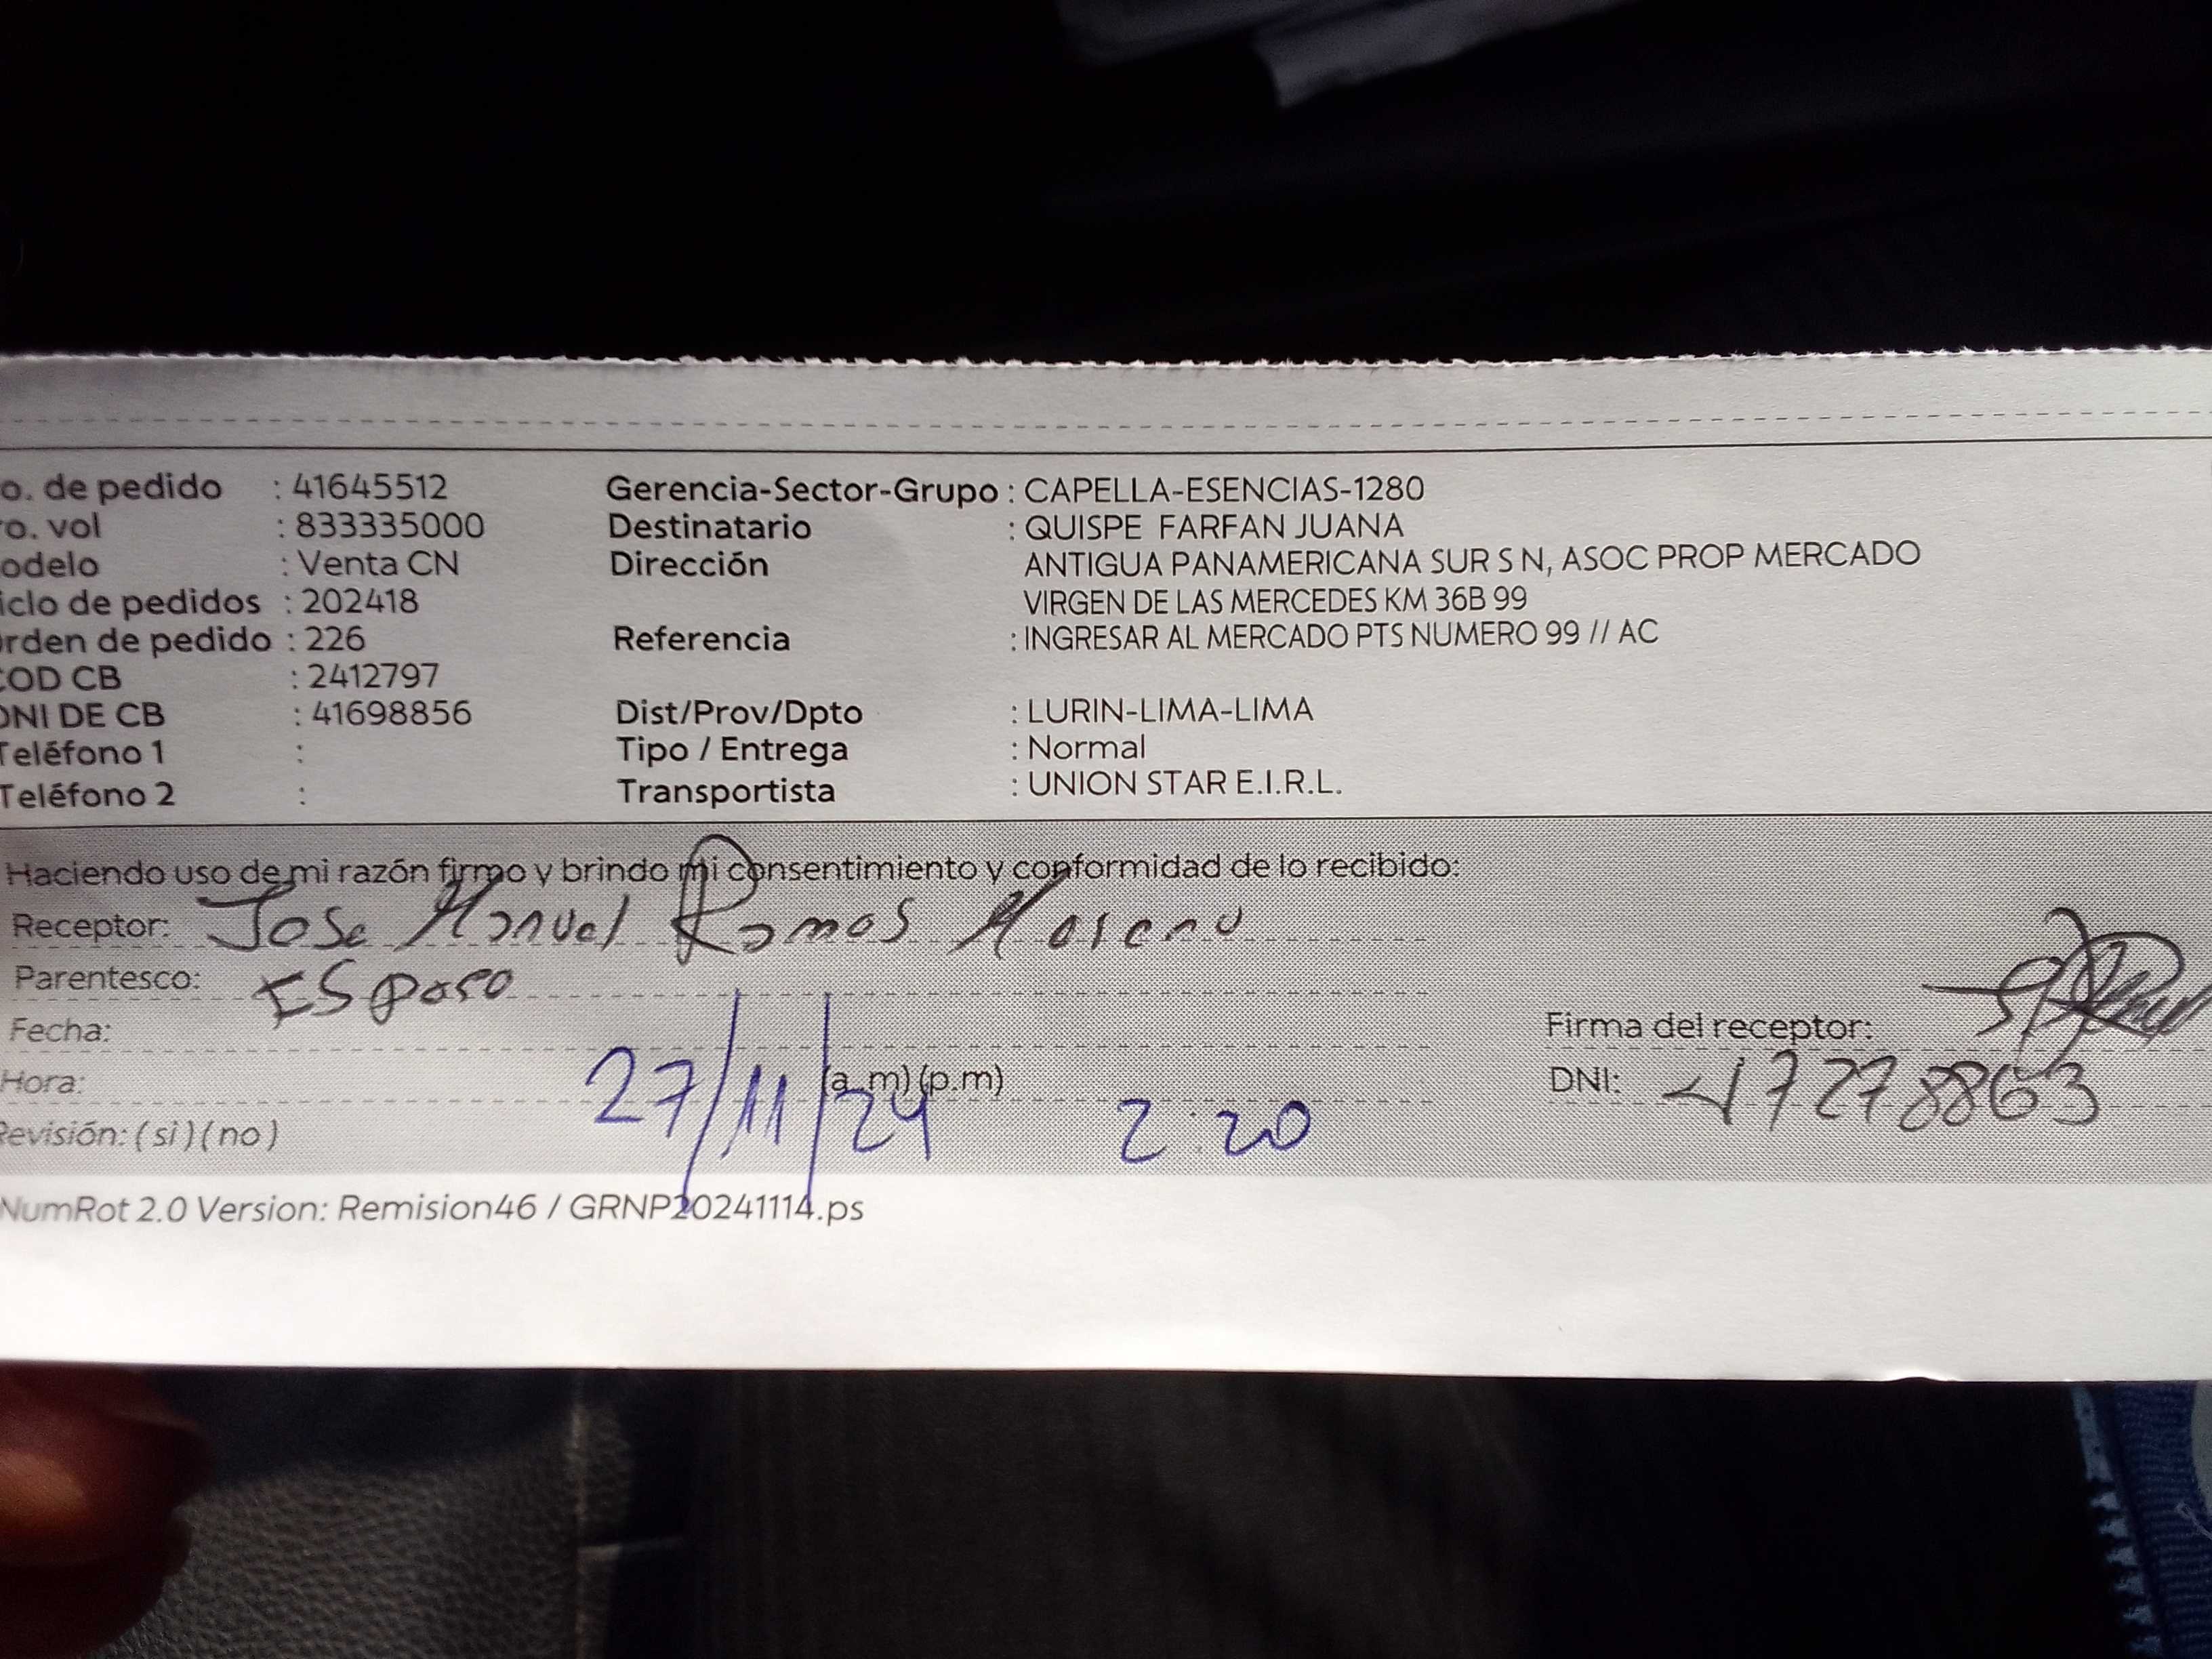 o. de pedido : 41645512 Gerencia-Sector-Grupo : CAPELLA-ESENCIAS-1280
ro. vol : 833335000 Destinatario : QUISPE FARFAN JUANA
odelo : Venta CN Dirección ANTIGUA PANAMERICANA SUR S N, ASOC PROP MERCADO
iclo de pedidos : 202418 VIRGEN DE LAS MERCEDES KM 36B 99
rden de pedido : 226 Referencia : INGRESAR AL MERCADO PTS NUMERO 99 // AC
COD CB : 2412797
DNI DE CB : 41698856 Dist/Prov/Dpto : LURIN-LIMA-LIMA
Teléfono 1 : Tipo / Entrega : Normal
Teléfono 2 : Transportista : UNION STAR E.I.R.L.
Haciendo uso de mi razón firmo y brindo mi consentimiento y conformidad de lo recibido:
Receptor: Jose Manuel Ramos Moreno
Parentesco: ESposo
Fecha: 27/11/24 2:20 Firma del receptor:
Hora: (a.m) (p.m) DNI: 47278863
Revisión: (si) (no)
NumRot 2.0 Version: Remision46 / GRNP20241114.ps